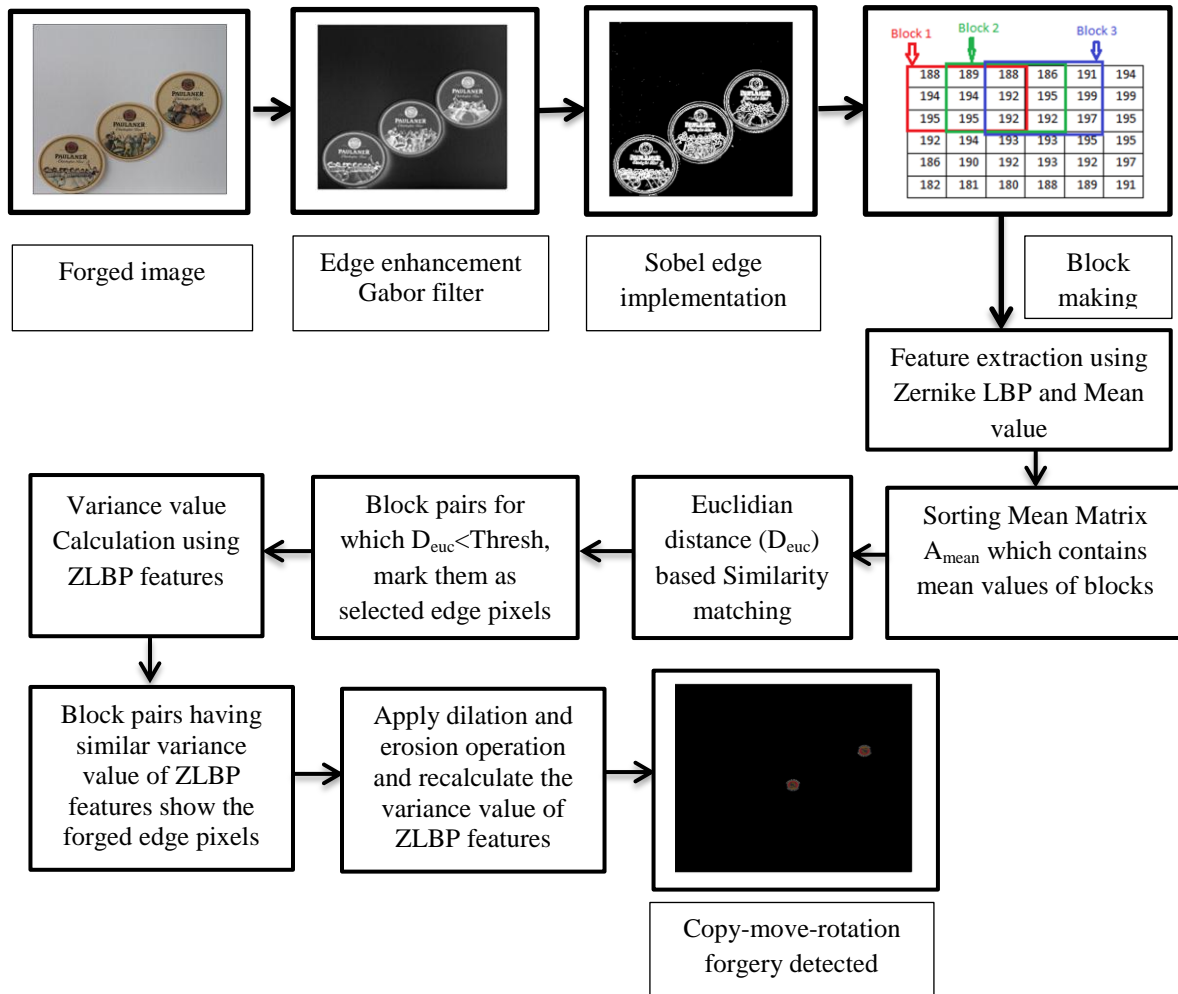 Block 1
Block 2
Block 3
188 189 188 186 191 194
194 194 192 195 199 199
195 195 192 192 197 195
192 194 193 193 195 195
186 190 192 193 192 197
182 181 180 188 189 191
PAULANER
PAULANER
PAULANER
PAULANER
PAULANER
PAULANER
Forged image
Edge enhancement
Gabor filter
Sobel edge
implementation
Block
making
Feature extraction using
Zernike LBP and Mean
value
Sorting Mean Matrix
Amean which contains
mean values of blocks
Euclidian
distance (Deuc)
based Similarity
matching
Block pairs for
which Deuc<Thresh,
mark them as
selected edge pixels
Variance value
Calculation using
ZLBP features
Block pairs having
similar variance
value of ZLBP
features show the
forged edge pixels
Apply dilation and
erosion operation
and recalculate the
variance value of
ZLBP features
Copy-move-rotation
forgery detected